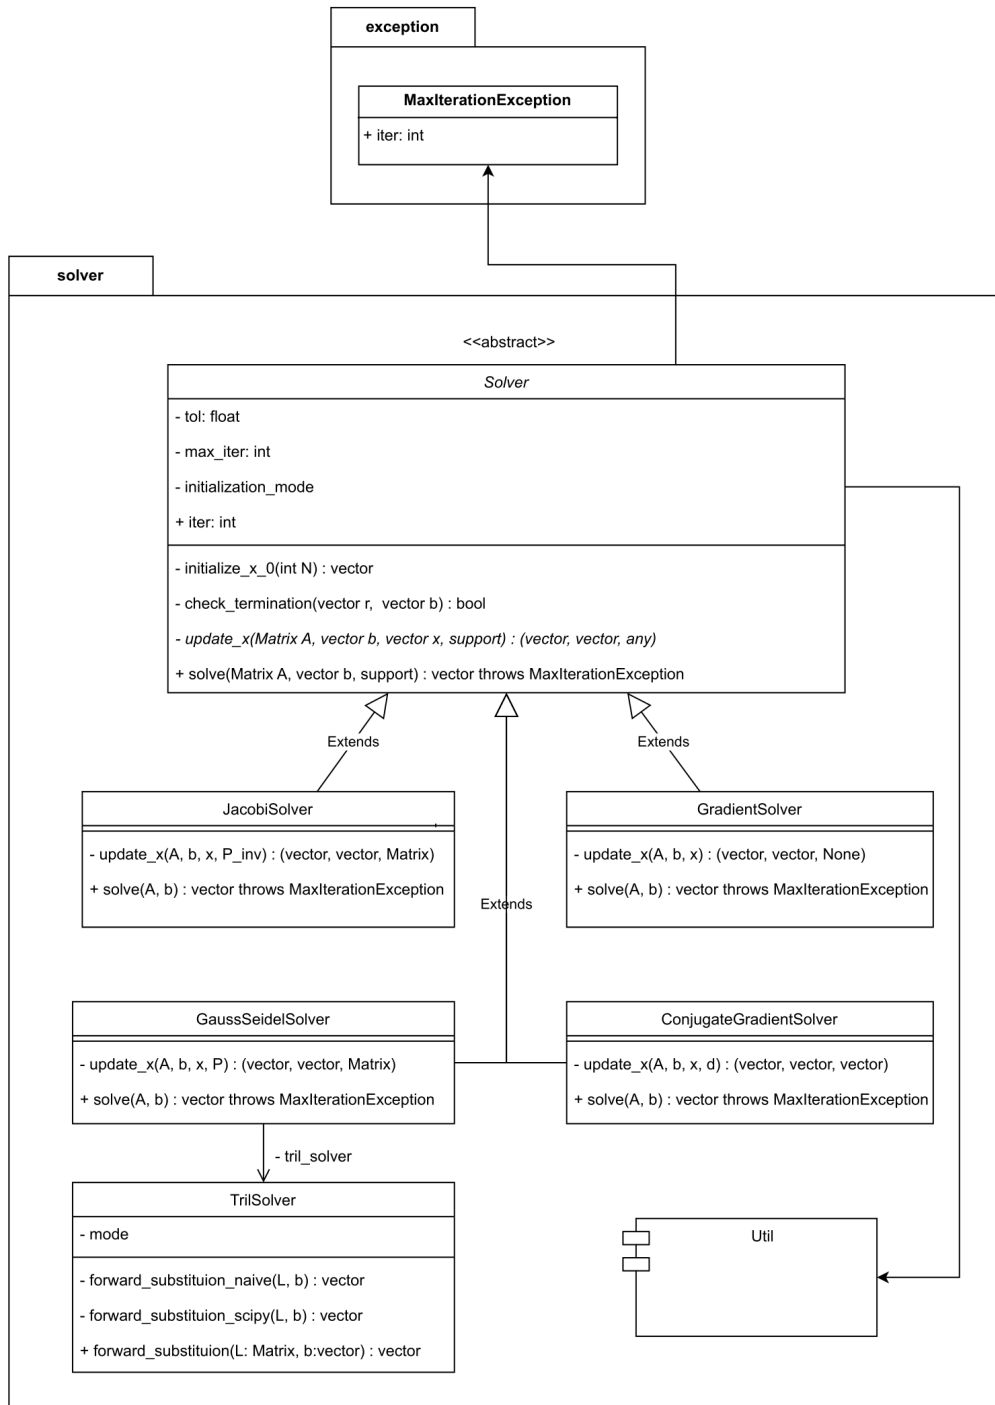 exception
MaxIterationException
+ iter: int
solver
<<abstract>>
Solver
- tol: float
- max_iter: int
- initialization_mode
+ iter: int
- initialize_x_0(int N) : vector
- check_termination(vector r, vector b) : bool
- update_x(Matrix A, vector b, vector x, support) : (vector, vector, any)
+ solve(Matrix A, vector b, support) : vector throws MaxIterationException
Extends
Extends
JacobiSolver
- update_x(A, b, x, P_inv) : (vector, vector, Matrix)
+ solve(A, b) : vector throws MaxIterationException
GradientSolver
- update_x(A, b, x) : (vector, vector, None)
+ solve(A, b) : vector throws MaxIterationException
Extends
GaussSeidelSolver
- update_x(A, b, x, P) : (vector, vector, Matrix)
+ solve(A, b) : vector throws MaxIterationException
ConjugateGradientSolver
- update_x(A, b, x, d) : (vector, vector, vector)
+ solve(A, b) : vector throws MaxIterationException
- tril_solver
TrilSolver
- mode
- forward_substituion_naive(L, b) : vector
- forward_substituion_scipy(L, b) : vector
+ forward_substituion(L: Matrix, b:vector) : vector
Util